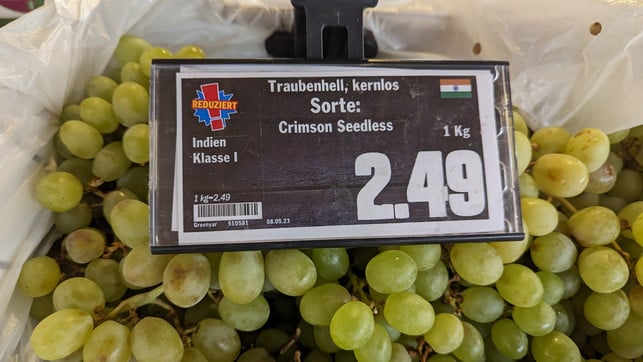 REDUZIERT
Traubenhell, kernlos
Sorte:
Crimson Seedless
Indien
Klasse I
1 Kg
2.49
1 kg=2.49
Greenyar 510581 08.05.23